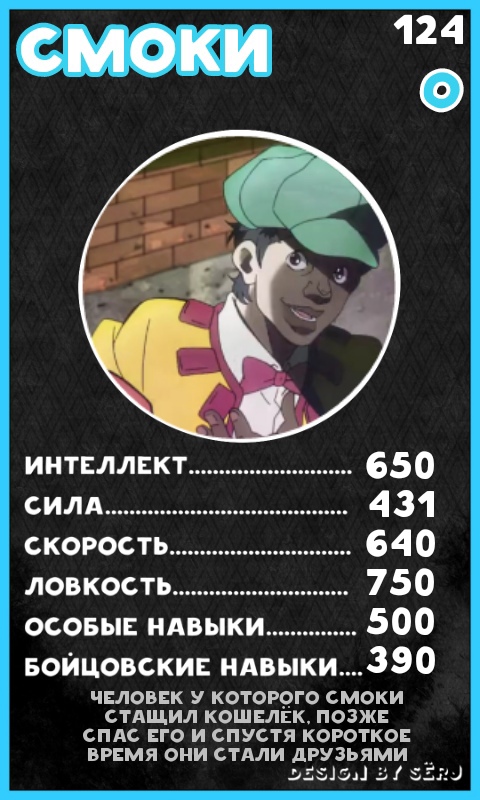 СМОКИ
124
О
ИНТЕЛЛЕКТ........................... 650
СИЛА........................................ 431
СКОРОСТЬ.............................. 640
ЛОВКОСТЬ............................. 750
ОСОБЫЕ НАВЫКИ............... 500
БОЙЦОВСКИЕ НАВЫКИ.... 390
ЧЕЛОВЕК У КОТОРОГО СМОКИ
СТАЩИЛ КОШЕЛЁК, ПОЗЖЕ
СПАС ЕГО И СПУСТЯ КОРОТКОЕ
ВРЕМЯ ОНИ СТАЛИ ДРУЗЬЯМИ
DESIGN BY SЁRJ